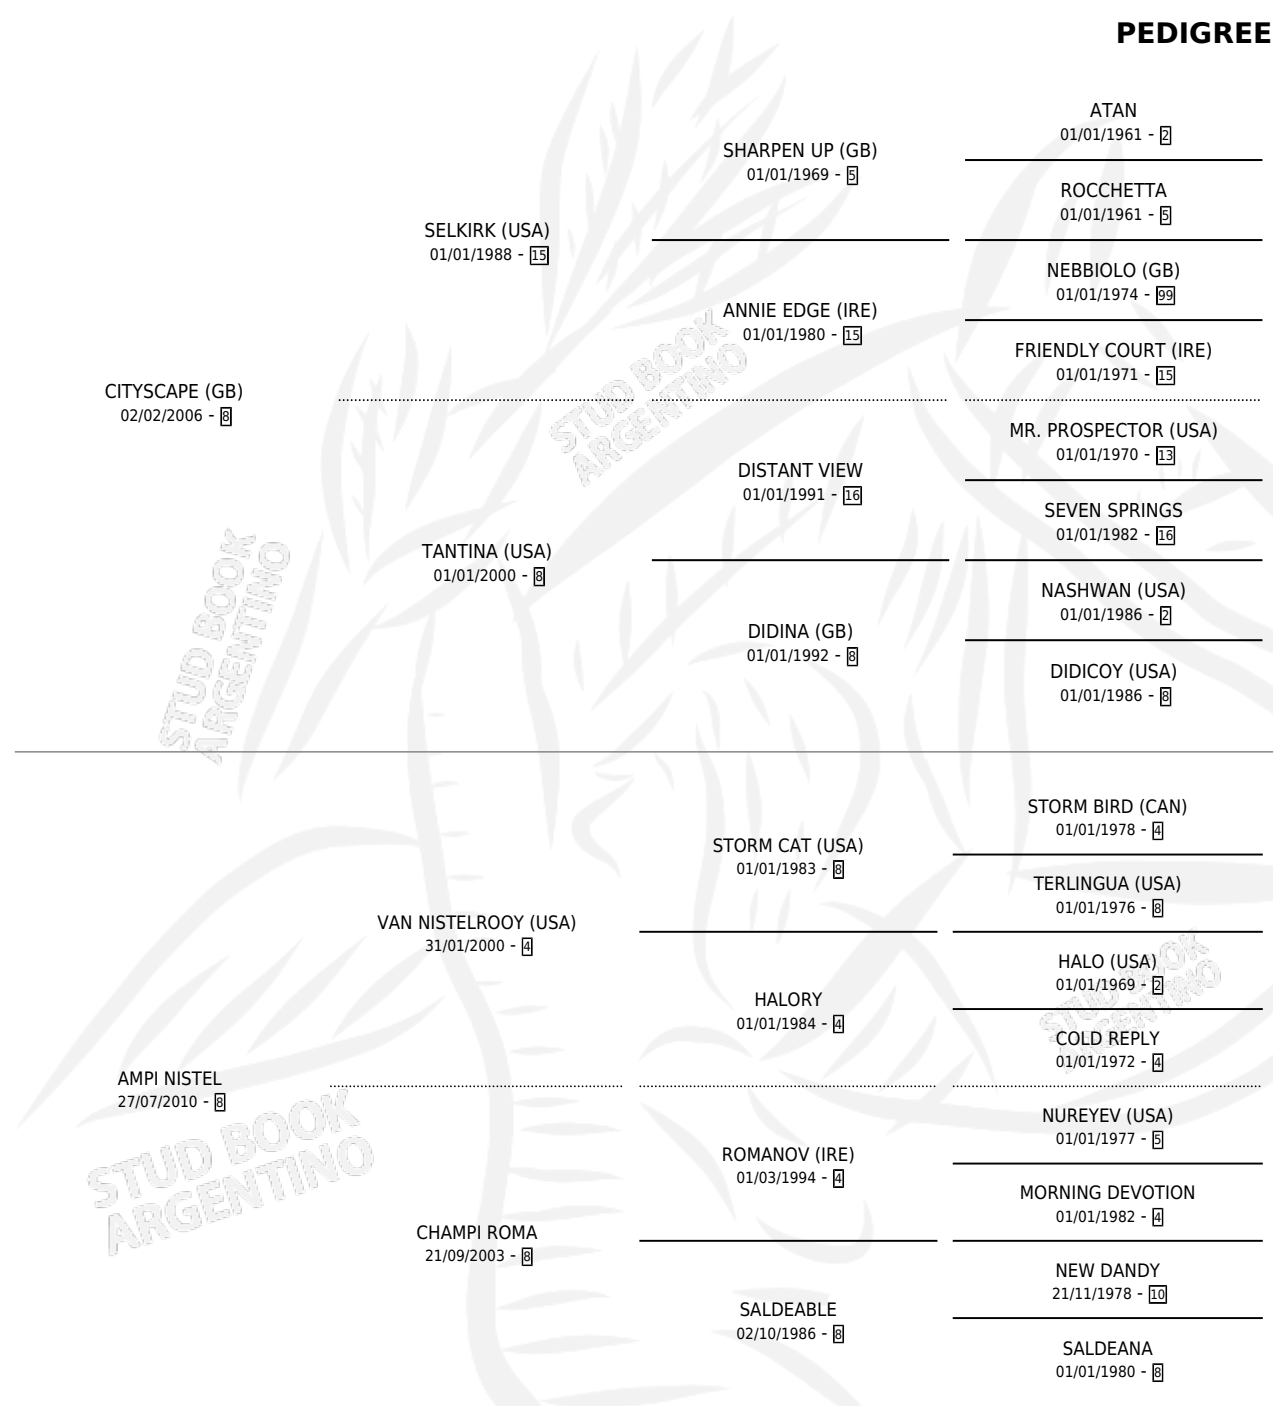 PEDIGREE
ATAN
01/01/1961 - 2
SHARPEN UP (GB)
01/01/1969 - 5
ROCCHETTA
01/01/1961 - 5
SELKIRK (USA)
01/01/1988 - 15
NEBBIOLO (GB)
01/01/1974 - 99
ANNIE EDGE (IRE)
01/01/1980 - 15
FRIENDLY COURT (IRE)
01/01/1971 - 15
CITYSCAPE (GB)
02/02/2006 - 8
MR. PROSPECTOR (USA)
01/01/1970 - 13
DISTANT VIEW
01/01/1991 - 16
SEVEN SPRINGS
01/01/1982 - 16
TANTINA (USA)
01/01/2000 - 8
NASHWAN (USA)
01/01/1986 - 2
DIDINA (GB)
01/01/1992 - 8
DIDICOY (USA)
01/01/1986 - 8
STUD BOOK
ARGENTINO
STUD BOOK
ARGENTINO
STORM BIRD (CAN)
01/01/1978 - 4
STORM CAT (USA)
01/01/1983 - 8
TERLINGUA (USA)
01/01/1976 - 8
VAN NISTELROOY (USA)
31/01/2000 - 4
HALO (USA)
01/01/1969 - 2
HALORY
01/01/1984 - 4
COLD REPLY
01/01/1972 - 4
AMPI NISTEL
27/07/2010 - 8
NUREYEV (USA)
01/01/1977 - 5
ROMANOV (IRE)
01/03/1994 - 4
MORNING DEVOTION
01/01/1982 - 4
CHAMPI ROMA
21/09/2003 - 8
NEW DANDY
21/11/1978 - 10
SALDEABLE
02/10/1986 - 8
SALDEANA
01/01/1980 - 8
STUD BOOK
ARGENTINO
STUD BOOK
ARGENTINO